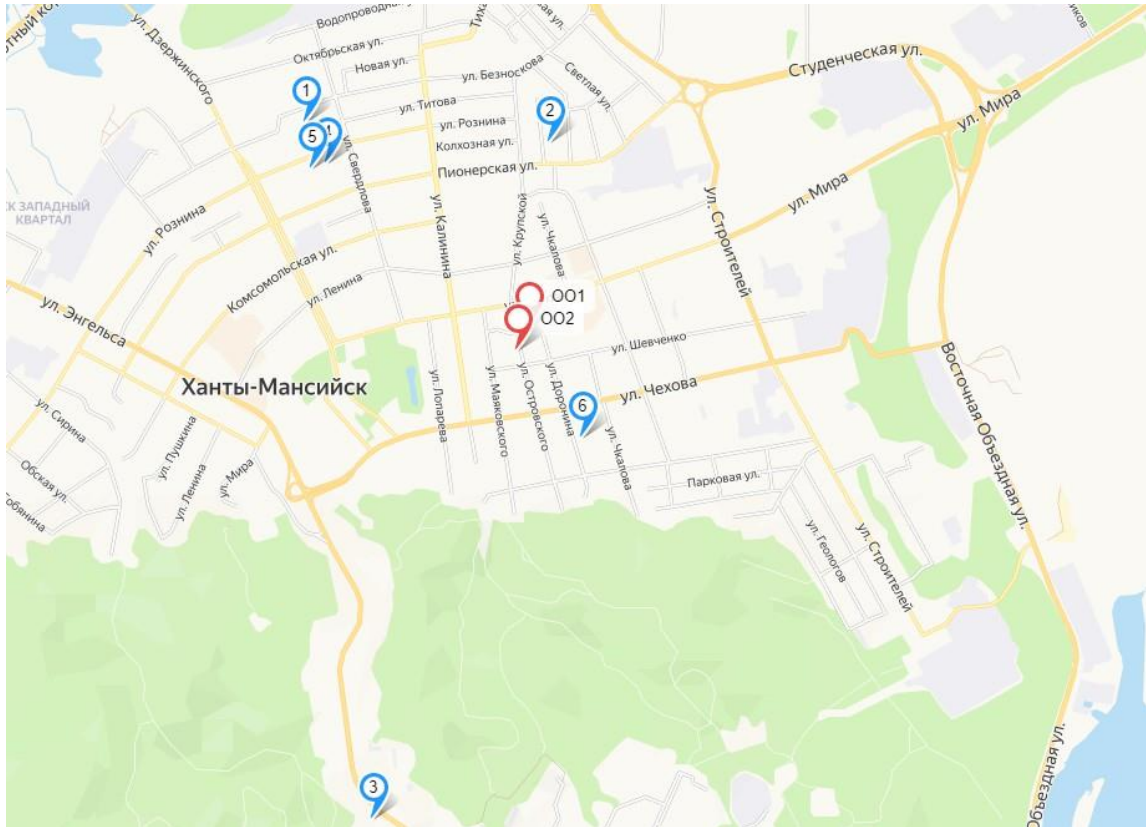 Водопроводная ул.
ул. Дзержинского
Октябрьская ул.
Новая ул.
ул. Безноскова
Светлая ул.
Студенческая ул.
ул. Мира
1
ул. Титова
2
ул. Рознина
5
ул. Свердлова
Колхозная ул.
Пионерская ул.
ЗАПАДНЫЙ
КВАРТАЛ
ул. Рознина
ул. Калинина
ул. Крупской
ул. Чкалова
ул. Строителей
ул. Мира
Комсомольская ул.
ул. Ленина
ОО1
ОО2
ул. Энгельса
ул. Шевченко
Ханты-Мансийск
ул. Лопарева
ул. Маяковского
ул. Островского
ул. Доронина
6
ул. Чехова
Восточная Объездная ул.
ул. Сирина
ул. Пушкина
ул. Чкалова
Обская ул.
ул. Ленина
ул. Мира
Парковая ул.
ул. Геологов
ул. Строителей
3
Объездная ул.